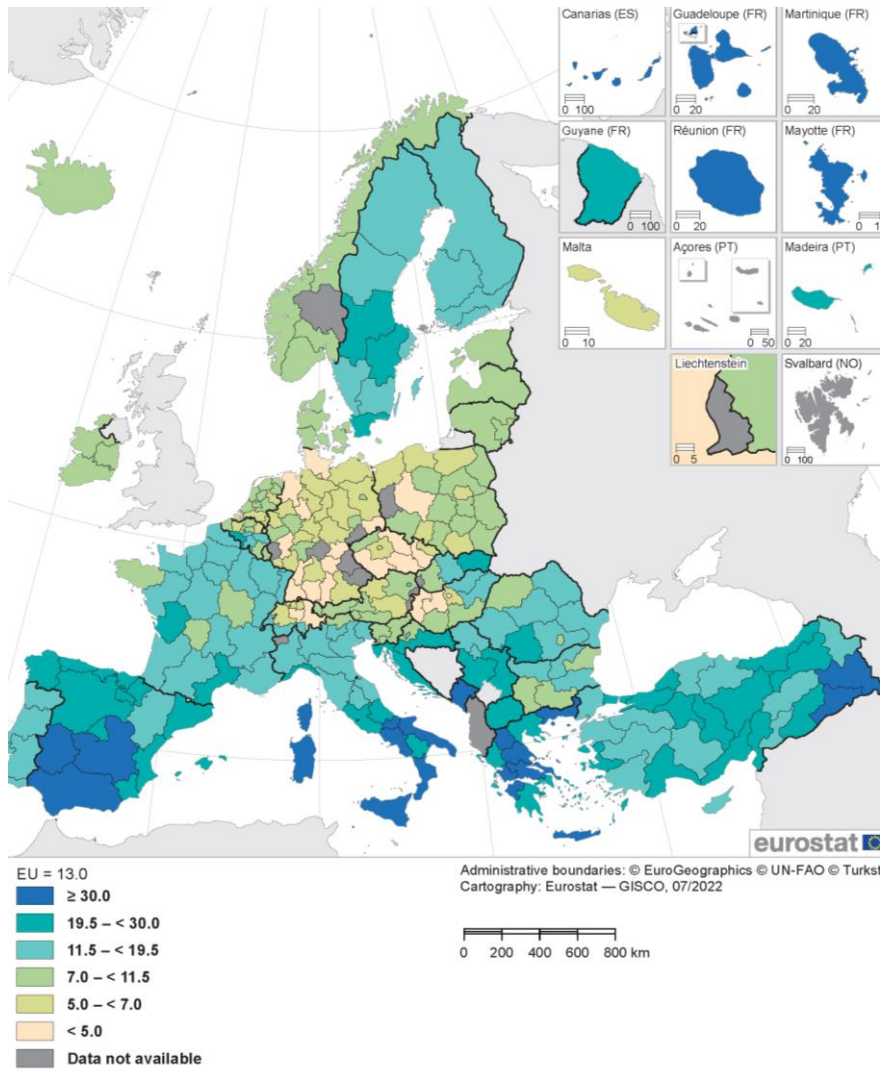 Canarias (ES)
0 100
Guadeloupe (FR)
0 20
Martinique (FR)
0 20
Guyane (FR)
0 100
Réunion (FR)
0 20
Mayotte (FR)
0 1
Malta
0 10
Açores (PT)
0 50
Madeira (PT)
0 20
Liechtenstein
0 5
Svalbard (NO)
0 100
eurostat
EU = 13.0
≥ 30.0
19.5 – < 30.0
11.5 – < 19.5
7.0 – < 11.5
5.0 – < 7.0
< 5.0
Data not available
Administrative boundaries: © EuroGeographics © UN-FAO © Turkst
Cartography: Eurostat — GISCO, 07/2022
0 200 400 600 800 km